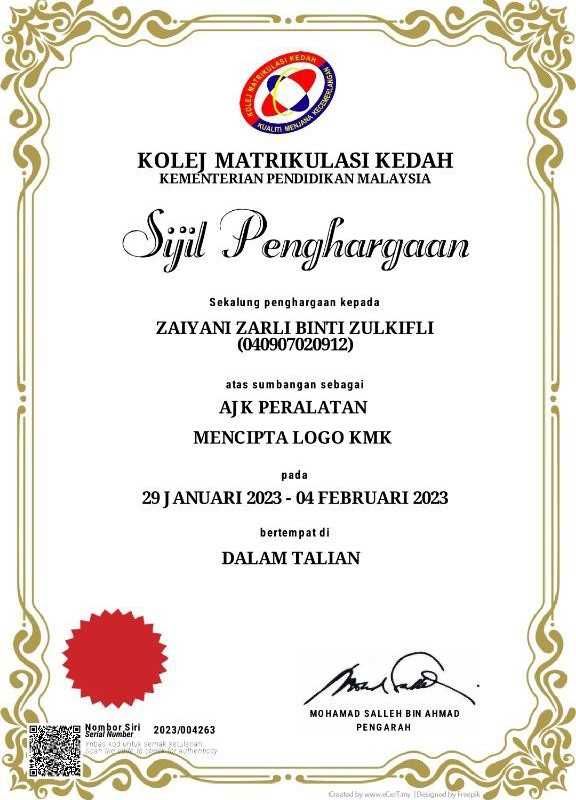 KOLEJ MATRIKULASI KEDAH
KUALITI MENJANA KECEMERLANGAN
KOLEJ MATRIKULASI KEDAH
KEMENTERIAN PENDIDIKAN MALAYSIA
Sijil Penghargaan
Sekalung penghargaan kepada
ZAIYANI ZARLI BINTI ZULKIFLI
(040907020912)
atas sumbangan sebagai
AJK PERALATAN
MENCIPTA LOGO KMK
pada
29 JANUARI 2023 - 04 FEBRUARI 2023
bertempat di
DALAM TALIAN
MOHAMAD SALLEH BIN AHMAD
PENGARAH
Nombor Siri
Serial Number
2023/004263
Imbas kod untuk semak ketulenan
Scan the code to check for authenticity
Created by www.eCerT.my | Designed by Freepik